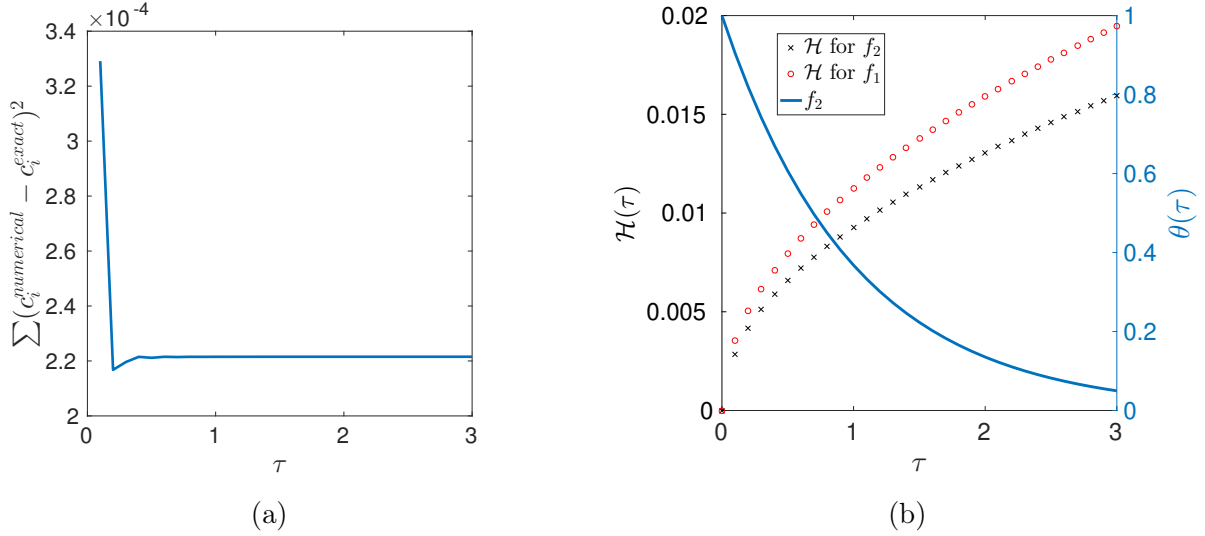 ×10⁻⁴
3.4
3.2
3
2.8
2.6
2.4
2.2
2
0
1
2
3
∑(c_i^{numerical} − c_i^{exact})²
τ
(a)
0.02
0.015
0.01
0.005
0
ℋ(τ)
ℋ for f₂
ℋ for f₁
f₂
1
0.8
0.6
0.4
0.2
0
θ(τ)
0
1
2
3
τ
(b)